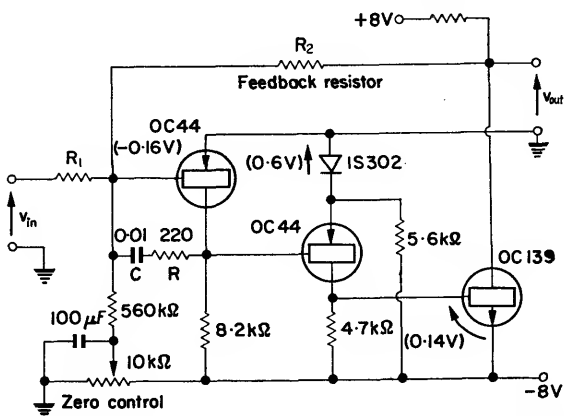 +8V
R2
Feedback resistor
Vout
OC44
(-0·16V)
(0·6V)
1S302
R1
Vin
0·01
220
C
R
OC44
5·6kΩ
OC139
560kΩ
100μF
8·2kΩ
4·7kΩ
(0·14V)
10kΩ
Zero control
-8V